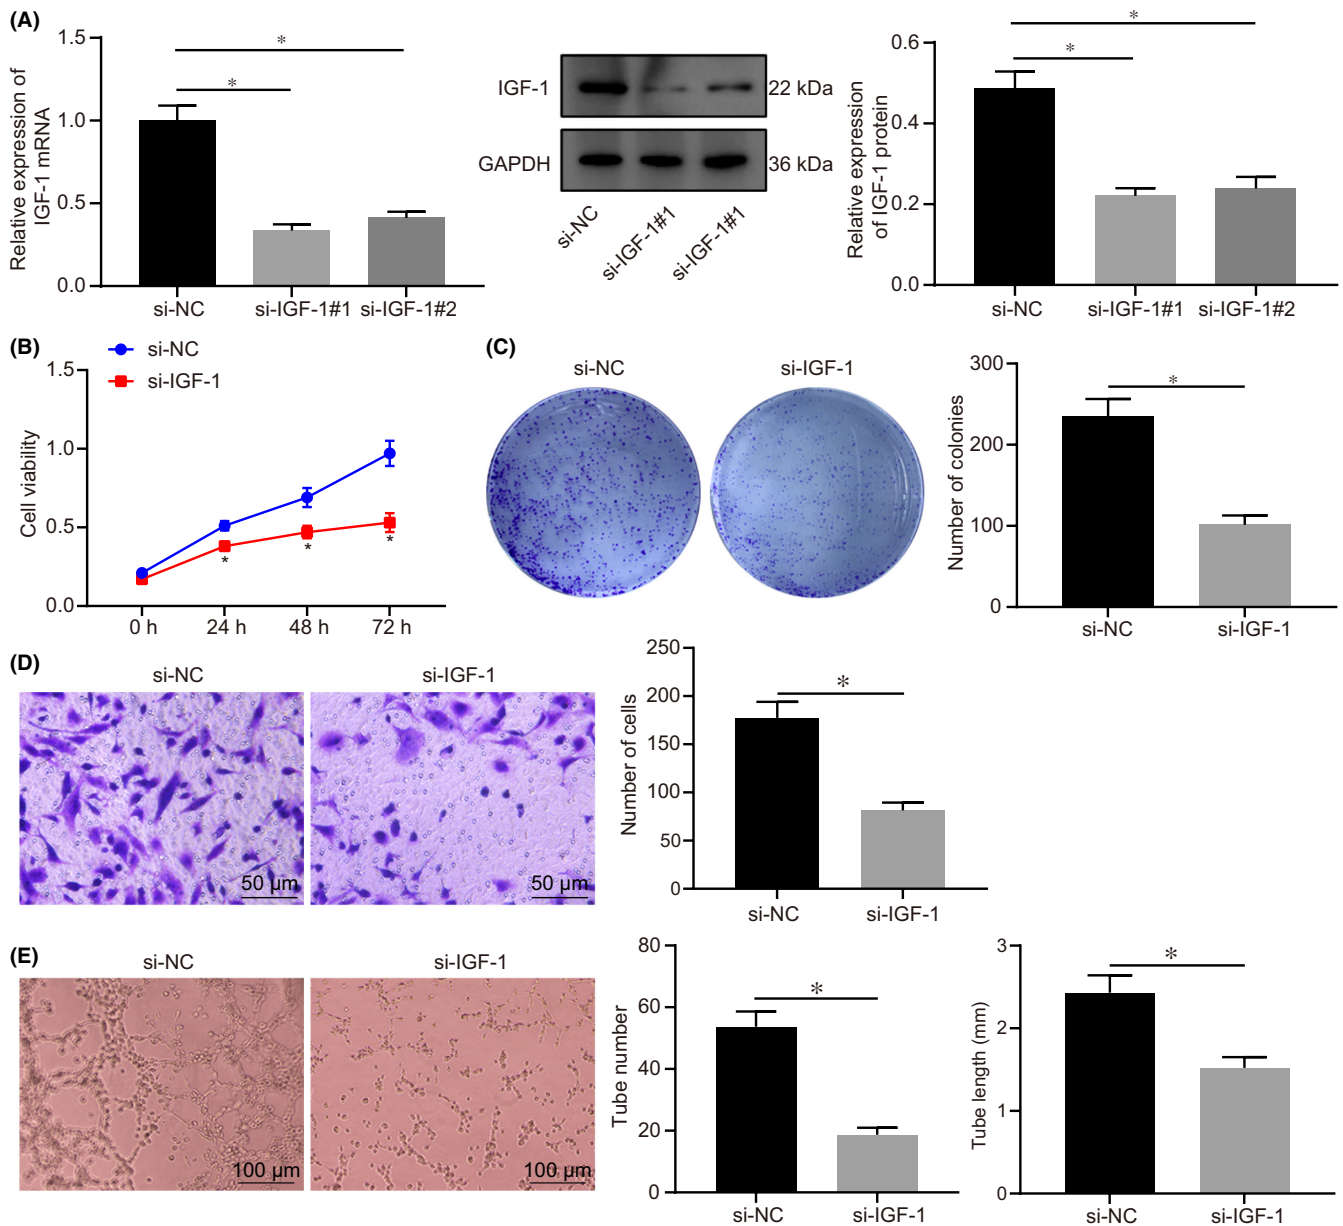 (A)
Relative expression of
IGF-1 mRNA
1.5
1.0
0.5
0.0
*
*
si-NC
si-IGF-1#1
si-IGF-1#2
IGF-1
22 kDa
GAPDH
36 kDa
si-NC
si-IGF-1#1
si-IGF-1#1
Relative expression
of IGF-1 protein
0.6
0.4
0.2
0.0
*
*
si-NC
si-IGF-1#1
si-IGF-1#2
(B)
si-NC
si-IGF-1
Cell viability
1.5
1.0
0.5
0.0
*
*
*
0 h
24 h
48 h
72 h
(C)
si-NC
si-IGF-1
Number of colonies
300
200
100
0
*
si-NC
si-IGF-1
(D)
si-NC
si-IGF-1
50 µm
50 µm
Number of cells
250
200
150
100
50
0
*
si-NC
si-IGF-1
(E)
si-NC
si-IGF-1
100 µm
100 µm
Tube number
80
60
40
20
0
*
si-NC
si-IGF-1
Tube length (mm)
3
2
1
0
*
si-NC
si-IGF-1